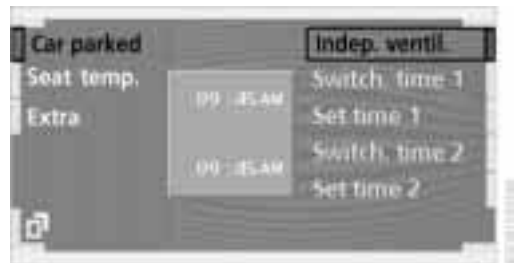 Car parked
Seat temp.
Extra
09 : 45 AM
09 : 45 AM
Indep. ventil.
Switch. time 1
Set time 1
Switch. time 2
Set time 2